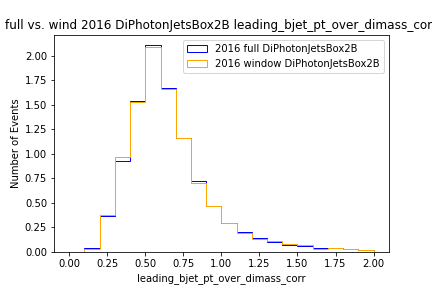 full vs. wind 2016 DiPhotonJetsBox2B leading_bjet_pt_over_dimass_corr
2016 full DiPhotonJetsBox2B
2016 window DiPhotonJetsBox2B
Number of Events
2.00
1.75
1.50
1.25
1.00
0.75
0.50
0.25
0.00
0.00 0.25 0.50 0.75 1.00 1.25 1.50 1.75 2.00
leading_bjet_pt_over_dimass_corr